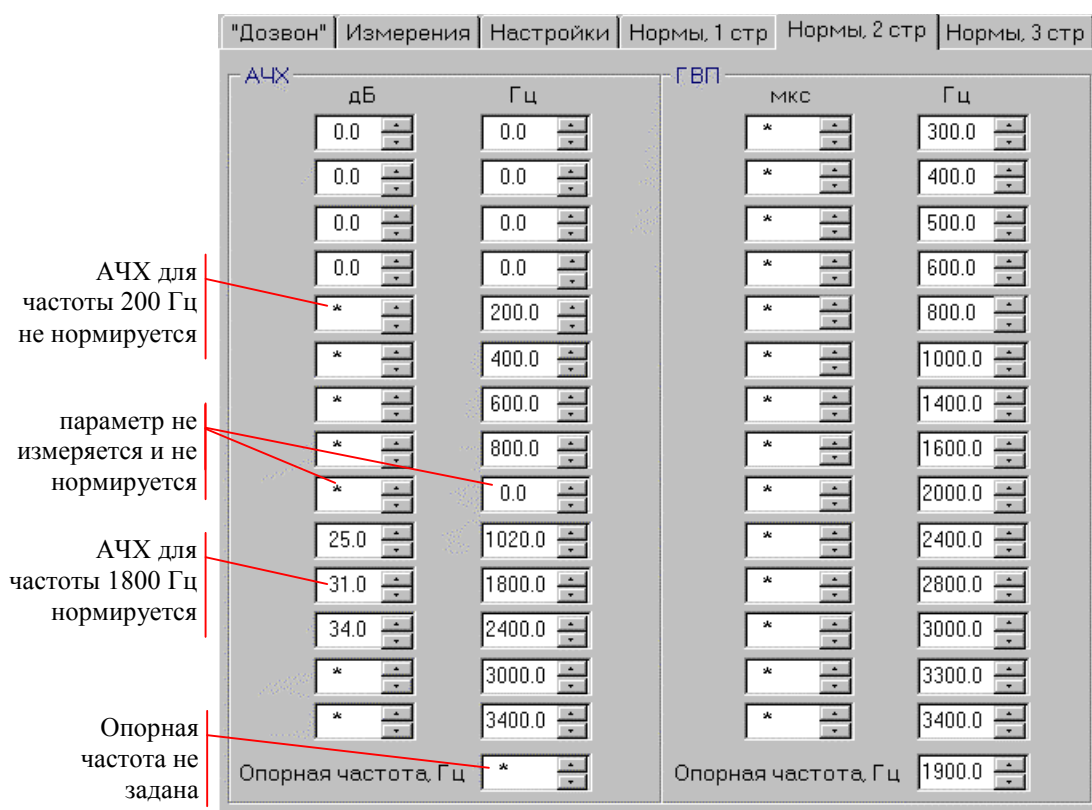 "Дозвон" Измерения Настройки Нормы, 1 стр Нормы, 2 стр Нормы, 3 стр
АЧХ ГВП
дБ Гц мкс Гц
0.0 0.0 * 300.0
0.0 0.0 * 400.0
0.0 0.0 * 500.0
0.0 0.0 * 600.0
* 200.0 * 800.0
* 400.0 * 1000.0
* 600.0 * 1400.0
* 800.0 * 1600.0
* 0.0 * 2000.0
25.0 1020.0 * 2400.0
31.0 1800.0 * 2800.0
34.0 2400.0 * 3000.0
* 3000.0 * 3300.0
* 3400.0 * 3400.0
Опорная частота, Гц * Опорная частота, Гц 1900.0
АЧХ для
частоты 200 Гц
не нормируется
параметр не
измеряется и не
нормируется
АЧХ для
частоты 1800 Гц
нормируется
Опорная
частота не
задана